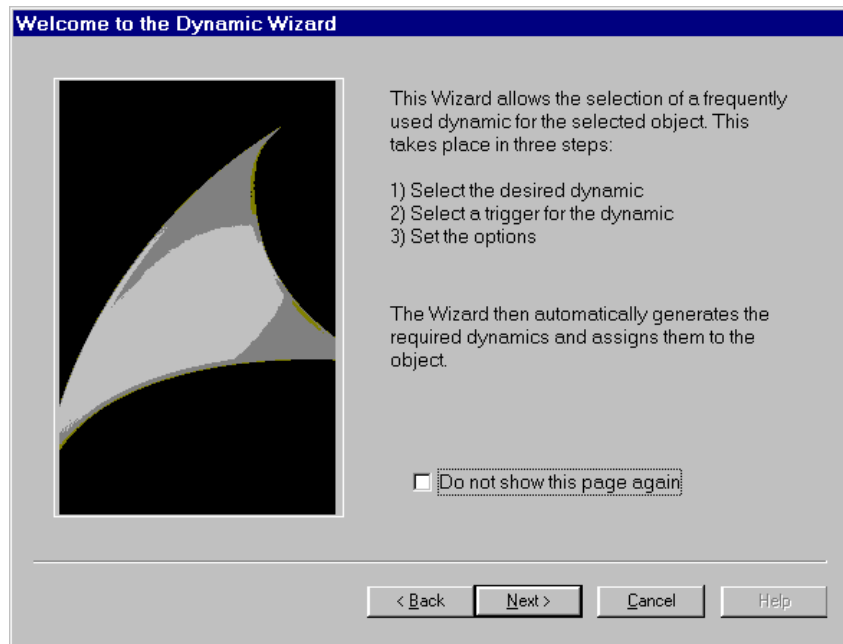 Welcome to the Dynamic Wizard
This Wizard allows the selection of a frequently
used dynamic for the selected object. This
takes place in three steps:
1) Select the desired dynamic
2) Select a trigger for the dynamic
3) Set the options
The Wizard then automatically generates the
required dynamics and assigns them to the
object.
Do not show this page again
< Back
Next >
Cancel
Help